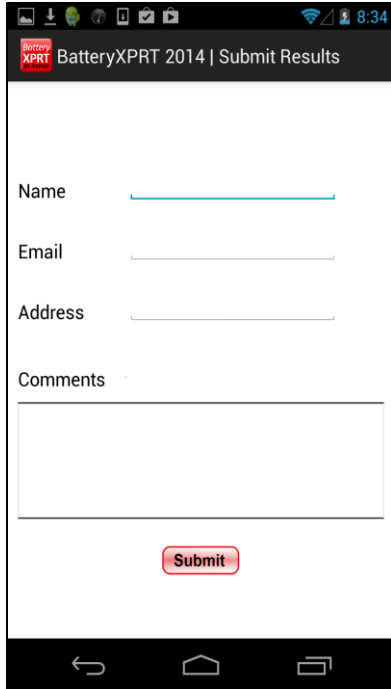 8:34
Battery
XPRT
BatteryXPRT 2014 | Submit Results
Name
Email
Address
Comments
Submit